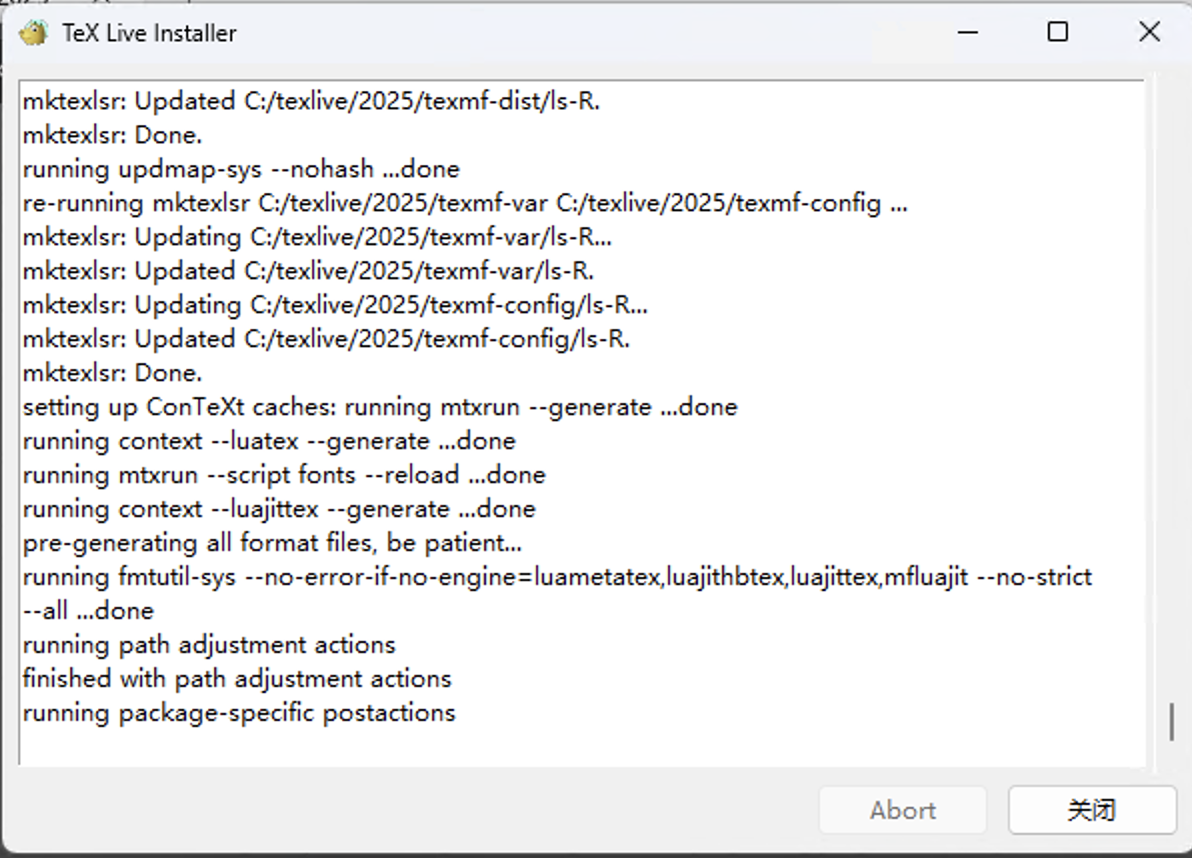 TeX Live Installer
mktexlsr: Updated C:/texlive/2025/texmf-dist/ls-R.
mktexlsr: Done.
running updmap-sys --nohash ...done
re-running mktexlsr C:/texlive/2025/texmf-var C:/texlive/2025/texmf-config ...
mktexlsr: Updating C:/texlive/2025/texmf-var/ls-R...
mktexlsr: Updated C:/texlive/2025/texmf-var/ls-R.
mktexlsr: Updating C:/texlive/2025/texmf-config/ls-R...
mktexlsr: Updated C:/texlive/2025/texmf-config/ls-R.
mktexlsr: Done.
setting up ConTeXt caches: running mtxrun --generate ...done
running context --luatex --generate ...done
running mtxrun --script fonts --reload ...done
running context --luajittex --generate ...done
pre-generating all format files, be patient...
running fmtutil-sys --no-error-if-no-engine=luametatex,luajithbtex,luajittex,mfluajit --no-strict
--all ...done
running path adjustment actions
finished with path adjustment actions
running package-specific postactions
Abort
关闭